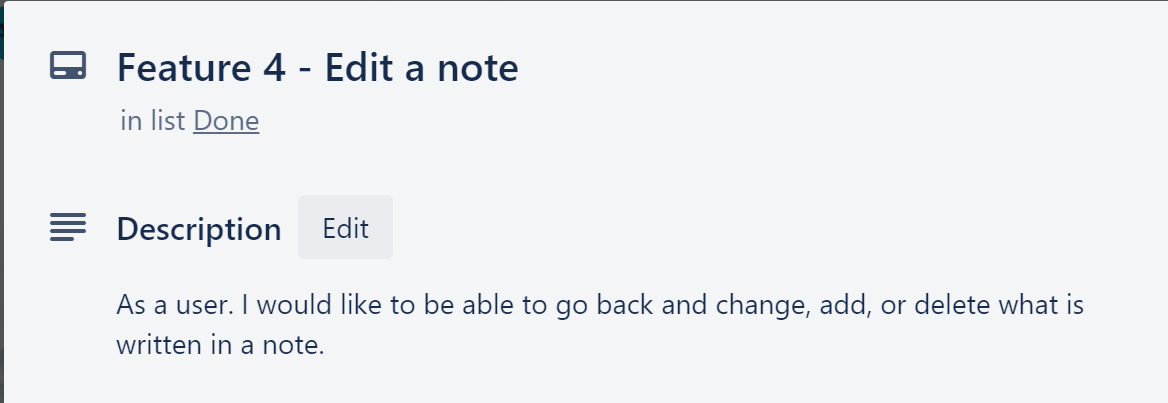 Feature 4 - Edit a note
in list Done
Description Edit
As a user. I would like to be able to go back and change, add, or delete what is
written in a note.